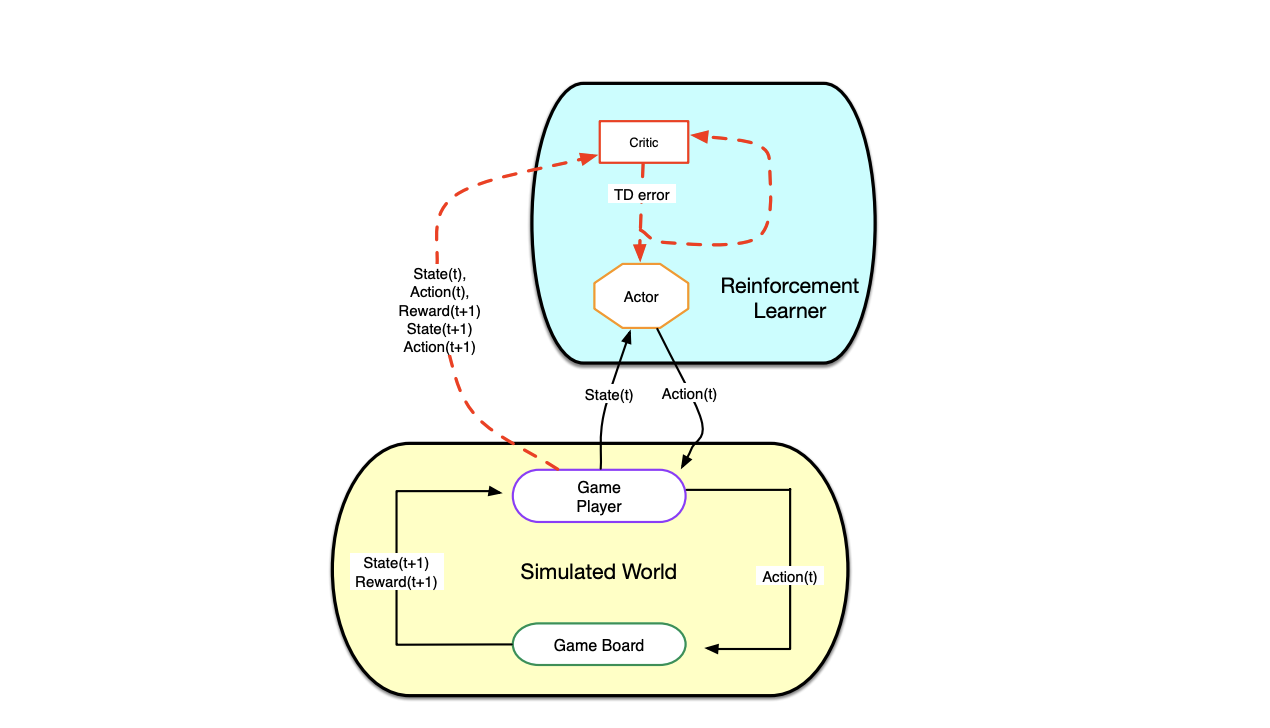 Critic
TD error
State(t),
Action(t),
Reward(t+1)
State(t+1)
Action(t+1)
Actor
Reinforcement
Learner
State(t)
Action(t)
Game
Player
State(t+1)
Reward(t+1)
Simulated World
Action(t)
Game Board